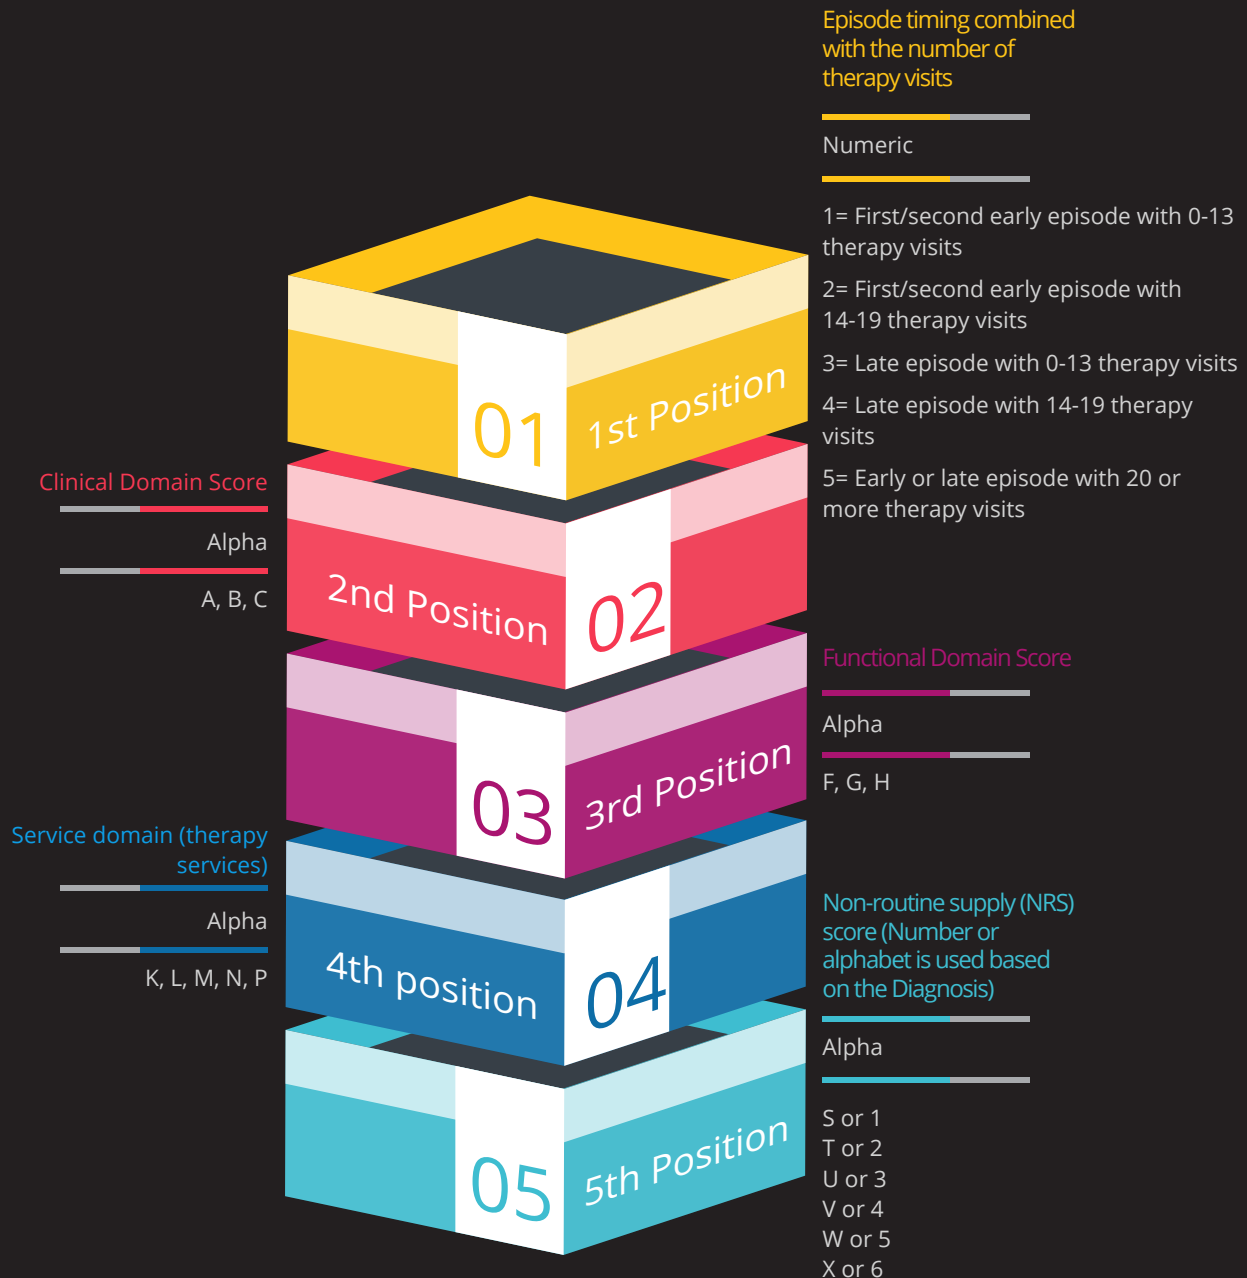 Episode timing combined
with the number of
therapy visits
Numeric
1= First/second early episode with 0-13
therapy visits
2= First/second early episode with
14-19 therapy visits
3= Late episode with 0-13 therapy visits
4= Late episode with 14-19 therapy
visits
5= Early or late episode with 20 or
more therapy visits
01
1st Position
Clinical Domain Score
Alpha
A, B, C
2nd Position
02
Functional Domain Score
Alpha
F, G, H
03
3rd Position
Service domain (therapy
services)
Alpha
K, L, M, N, P
4th position
04
Non-routine supply (NRS)
score (Number or
alphabet is used based
on the Diagnosis)
Alpha
S or 1
T or 2
U or 3
V or 4
W or 5
X or 6
05
5th Position